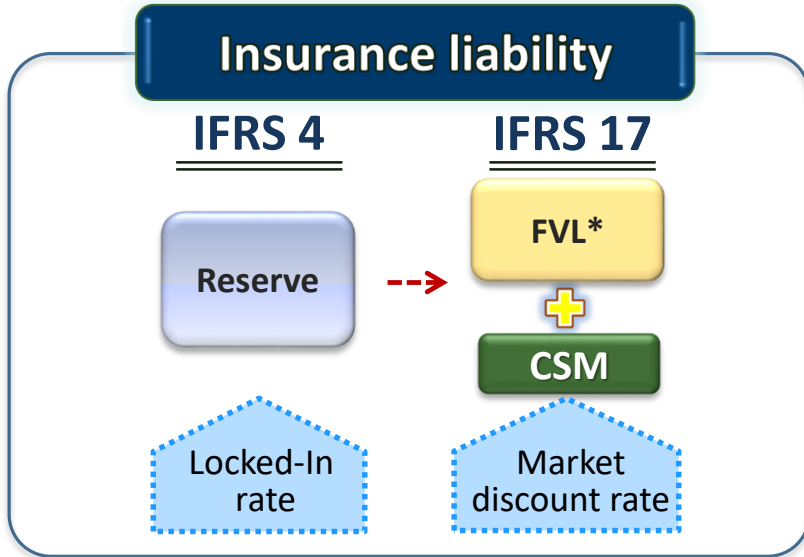 Insurance liability
IFRS 4
IFRS 17
Reserve
FVL*
CSM
Locked-In
rate
Market
discount rate